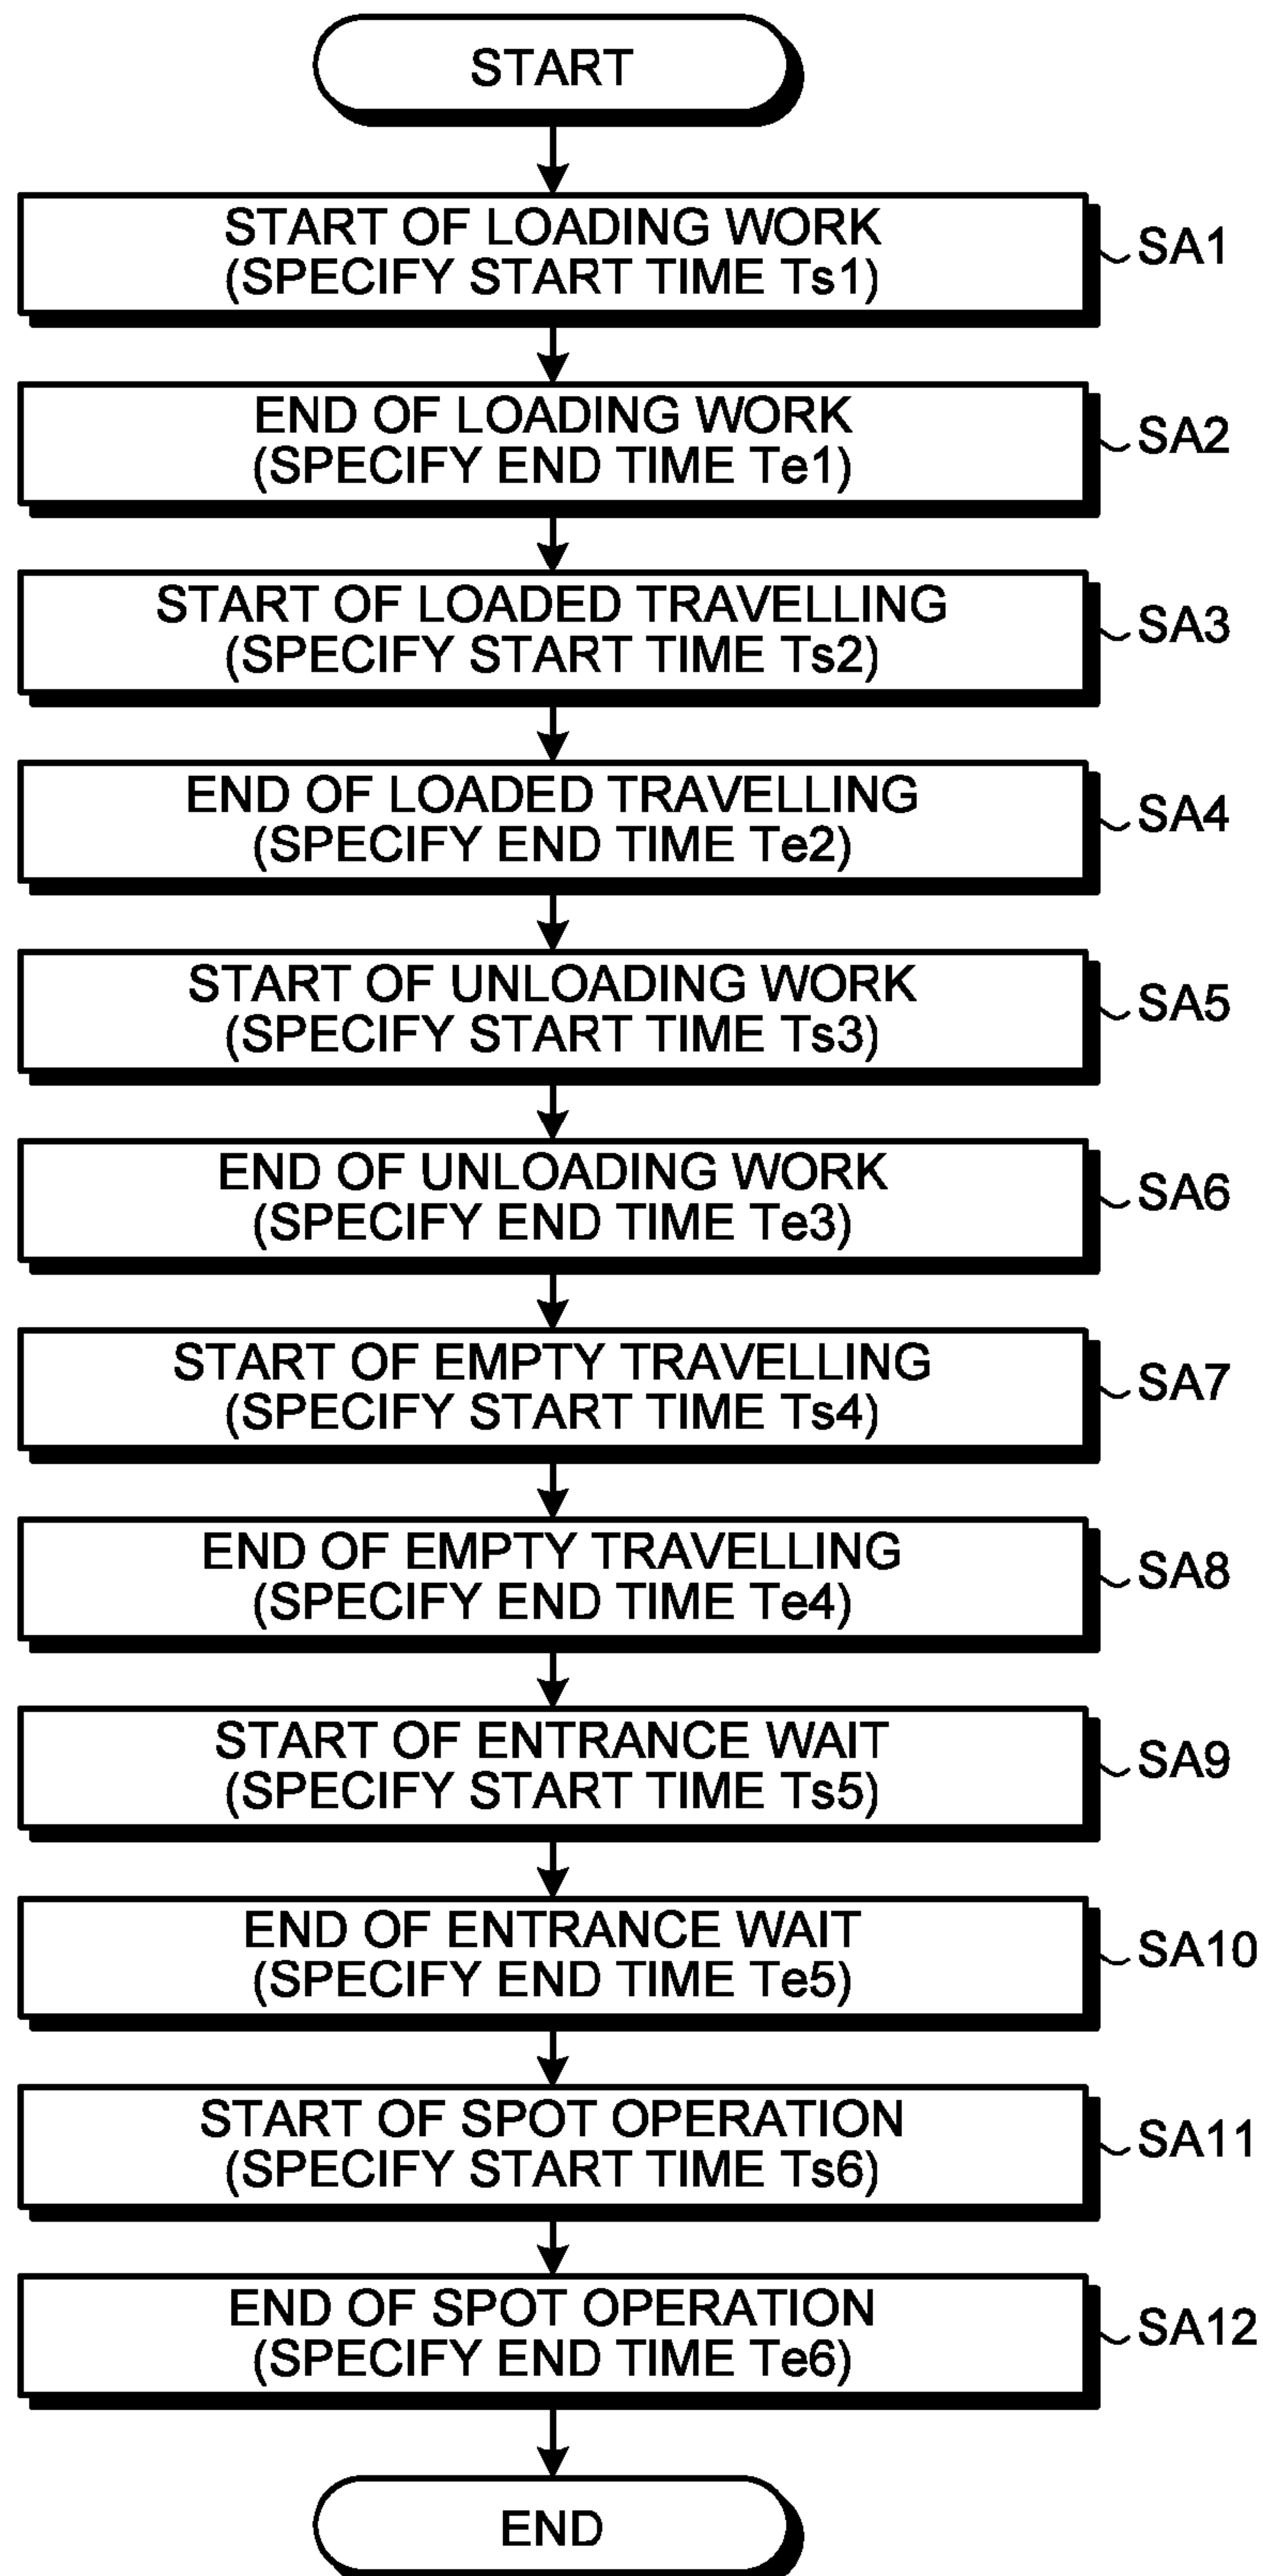 START
START OF LOADING WORK
(SPECIFY START TIME Ts1)
SA1
END OF LOADING WORK
(SPECIFY END TIME Te1)
SA2
START OF LOADED TRAVELLING
(SPECIFY START TIME Ts2)
SA3
END OF LOADED TRAVELLING
(SPECIFY END TIME Te2)
SA4
START OF UNLOADING WORK
(SPECIFY START TIME Ts3)
SA5
END OF UNLOADING WORK
(SPECIFY END TIME Te3)
SA6
START OF EMPTY TRAVELLING
(SPECIFY START TIME Ts4)
SA7
END OF EMPTY TRAVELLING
(SPECIFY END TIME Te4)
SA8
START OF ENTRANCE WAIT
(SPECIFY START TIME Ts5)
SA9
END OF ENTRANCE WAIT
(SPECIFY END TIME Te5)
SA10
START OF SPOT OPERATION
(SPECIFY START TIME Ts6)
SA11
END OF SPOT OPERATION
(SPECIFY END TIME Te6)
SA12
END